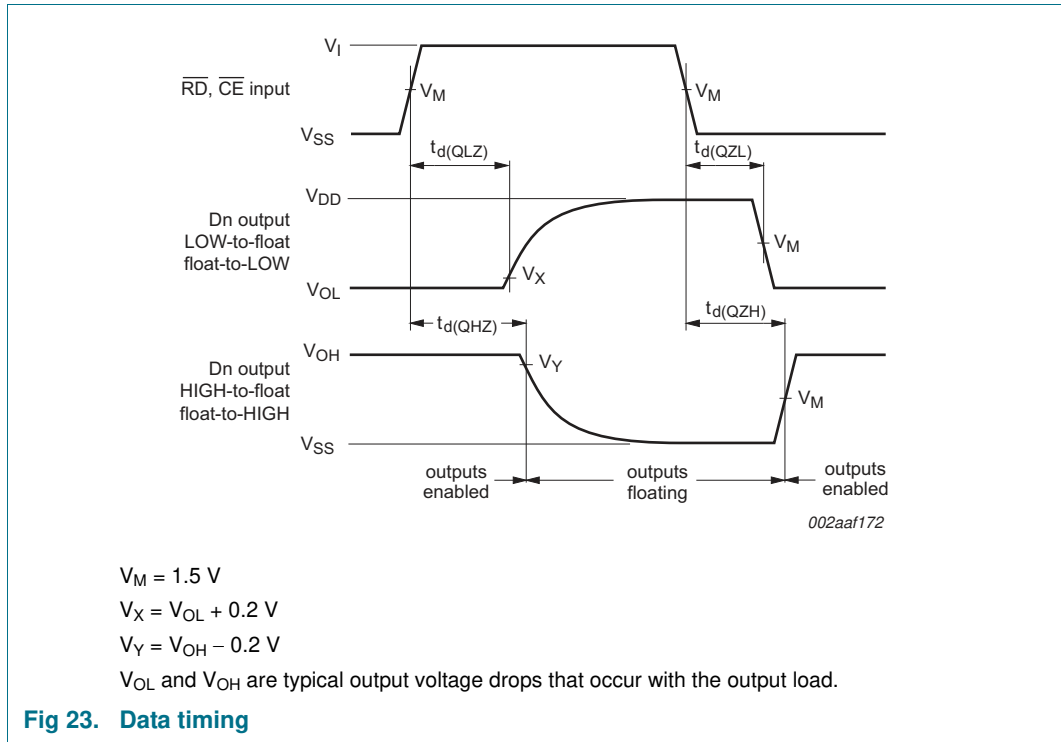 V_I
R̅D̅, C̅E̅ input
V_M
V_M
V_SS
t_d(QLZ)
t_d(QZL)
V_DD
Dn output
LOW-to-float
float-to-LOW
V_M
V_X
V_OL
t_d(QHZ)
t_d(QZH)
V_OH
Dn output
HIGH-to-float
float-to-HIGH
V_Y
V_M
V_SS
outputs
enabled
outputs
floating
outputs
enabled
002aaf172
V_M = 1.5 V
V_X = V_OL + 0.2 V
V_Y = V_OH − 0.2 V
V_OL and V_OH are typical output voltage drops that occur with the output load.
Fig 23. Data timing